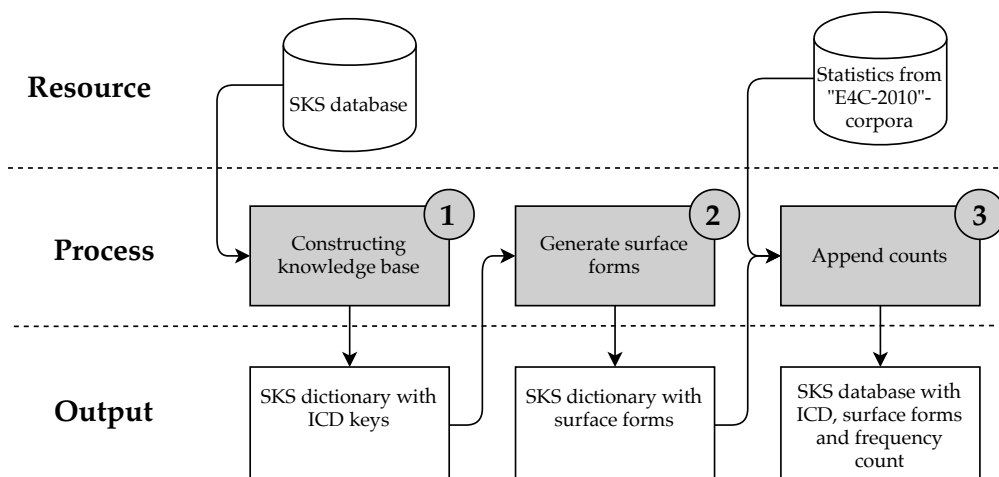 Resource
SKS database
Statistics from
"E4C-2010"-
corpora
Process
1
Constructing
knowledge base
2
Generate surface
forms
3
Append counts
Output
SKS dictionary with
ICD keys
SKS dictionary with
surface forms
SKS database with
ICD, surface forms
and frequency
count